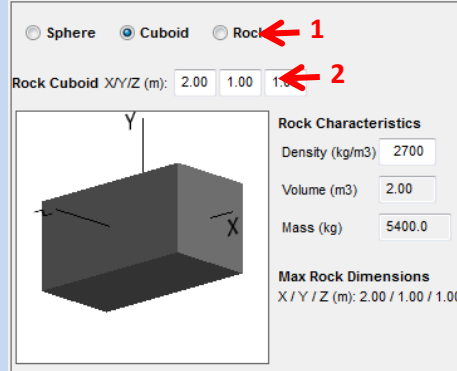 Sphere Cuboid Rock 1
Rock Cuboid X/Y/Z (m): 2.00 1.00 2
Y
Rock Characteristics
Density (kg/m3) 2700
Volume (m3) 2.00
X
Mass (kg) 5400.0
Max Rock Dimensions
X / Y / Z (m): 2.00 / 1.00 / 1.00